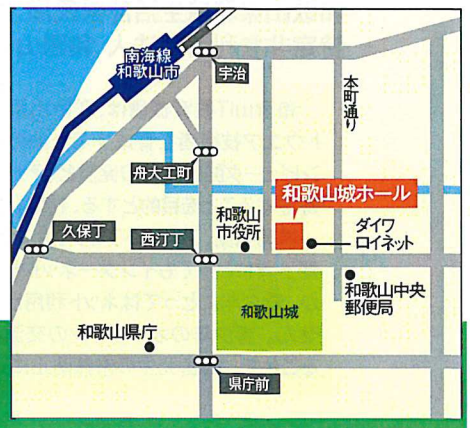 南海線
和歌山市
宇治
本町通り
舟大工町
和歌山城ホール
久保丁
西汀丁
和歌山
市役所
ダイワ
ロイネット
和歌山中央
郵便局
和歌山城
和歌山県庁
県庁前